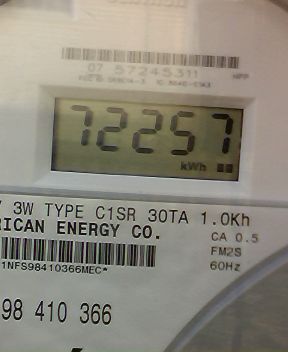 07 57245311
NPP
72257
kWh
V 3W TYPE C1SR 30TA 1.0Kh
RICAN ENERGY CO.
CA 0.5
FM2S
60Hz
1NFS98410366MEC*
98 410 366